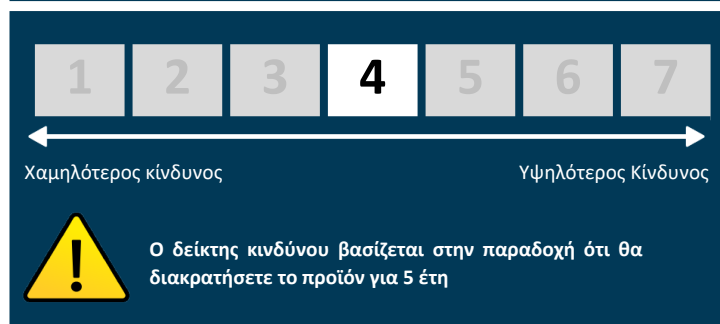 1 2 3 4 5 6 7
Χαμηλότερος κίνδυνος Υψηλότερος Κίνδυνος
Ο δείκτης κινδύνου βασίζεται στην παραδοχή ότι θα
διακρατήσετε το προϊόν για 5 έτη